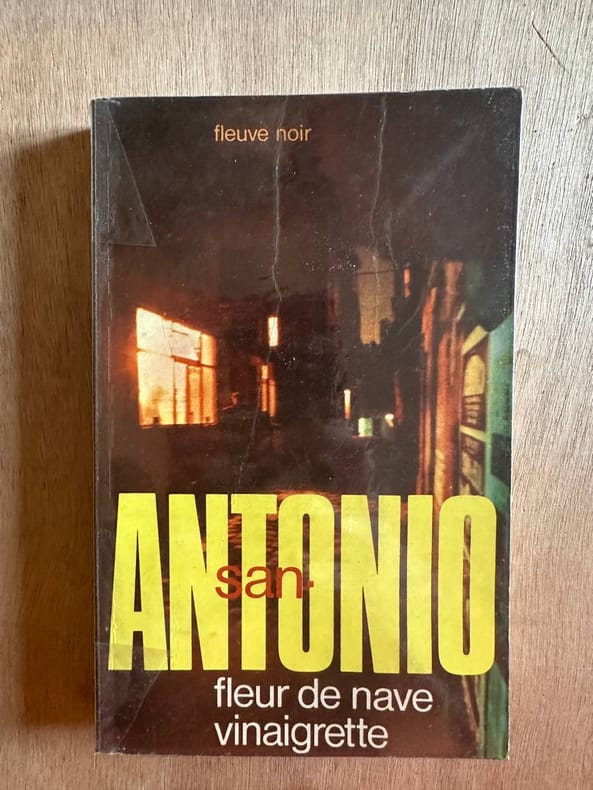 fleuve noir
san-
ANTONIO
fleur de nave
vinaigrette